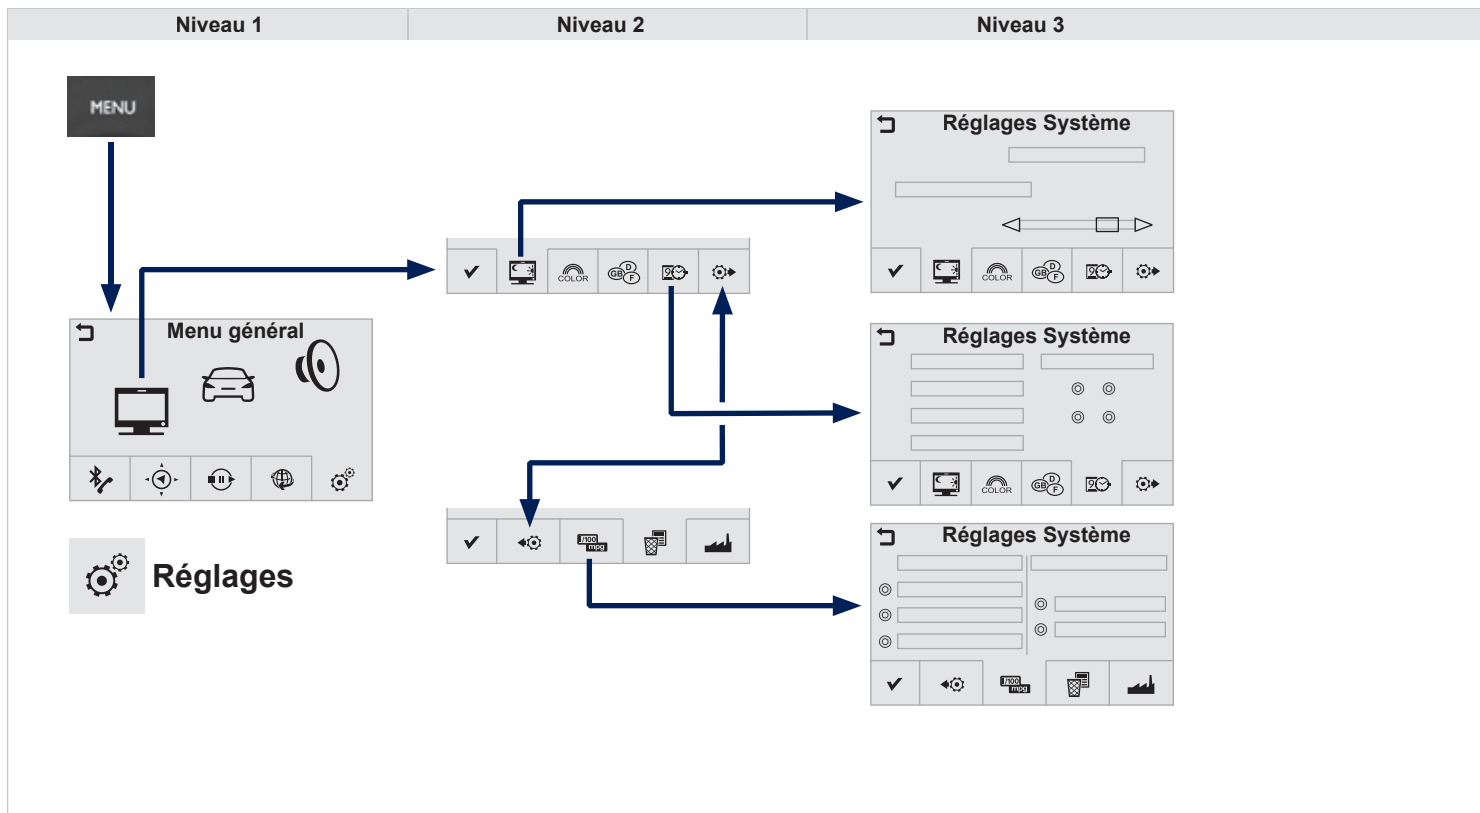 Niveau 1 Niveau 2 Niveau 3
MENU
Réglages Système
COLOR GB D F
COLOR GB D F
Menu général
Réglages Système
COLOR GB D F
l/100 mpg
Réglages Système
Réglages
l/100 mpg